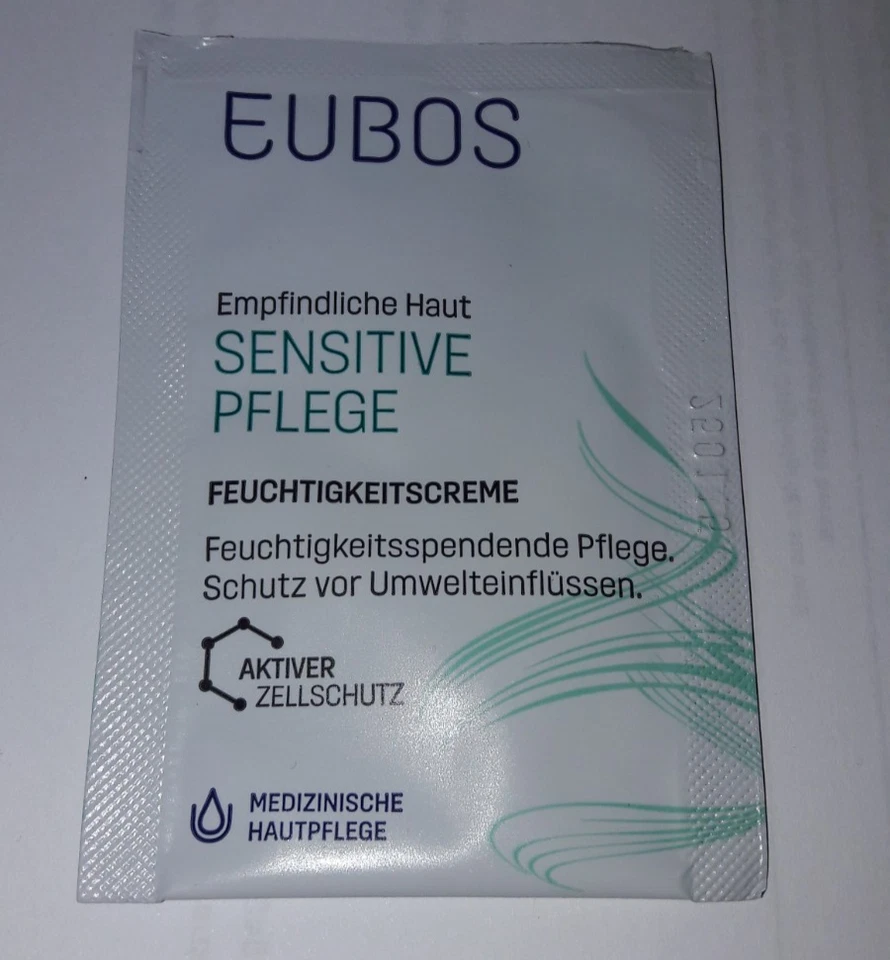 EUBOS
Empfindliche Haut
SENSITIVE
PFLEGE
FEUCHTIGKEITSCREME
Feuchtigkeitsspendende Pflege.
Schutz vor Umwelteinflüssen.
AKTIVER
ZELLSCHUTZ
MEDIZINISCHE
HAUTPFLEGE